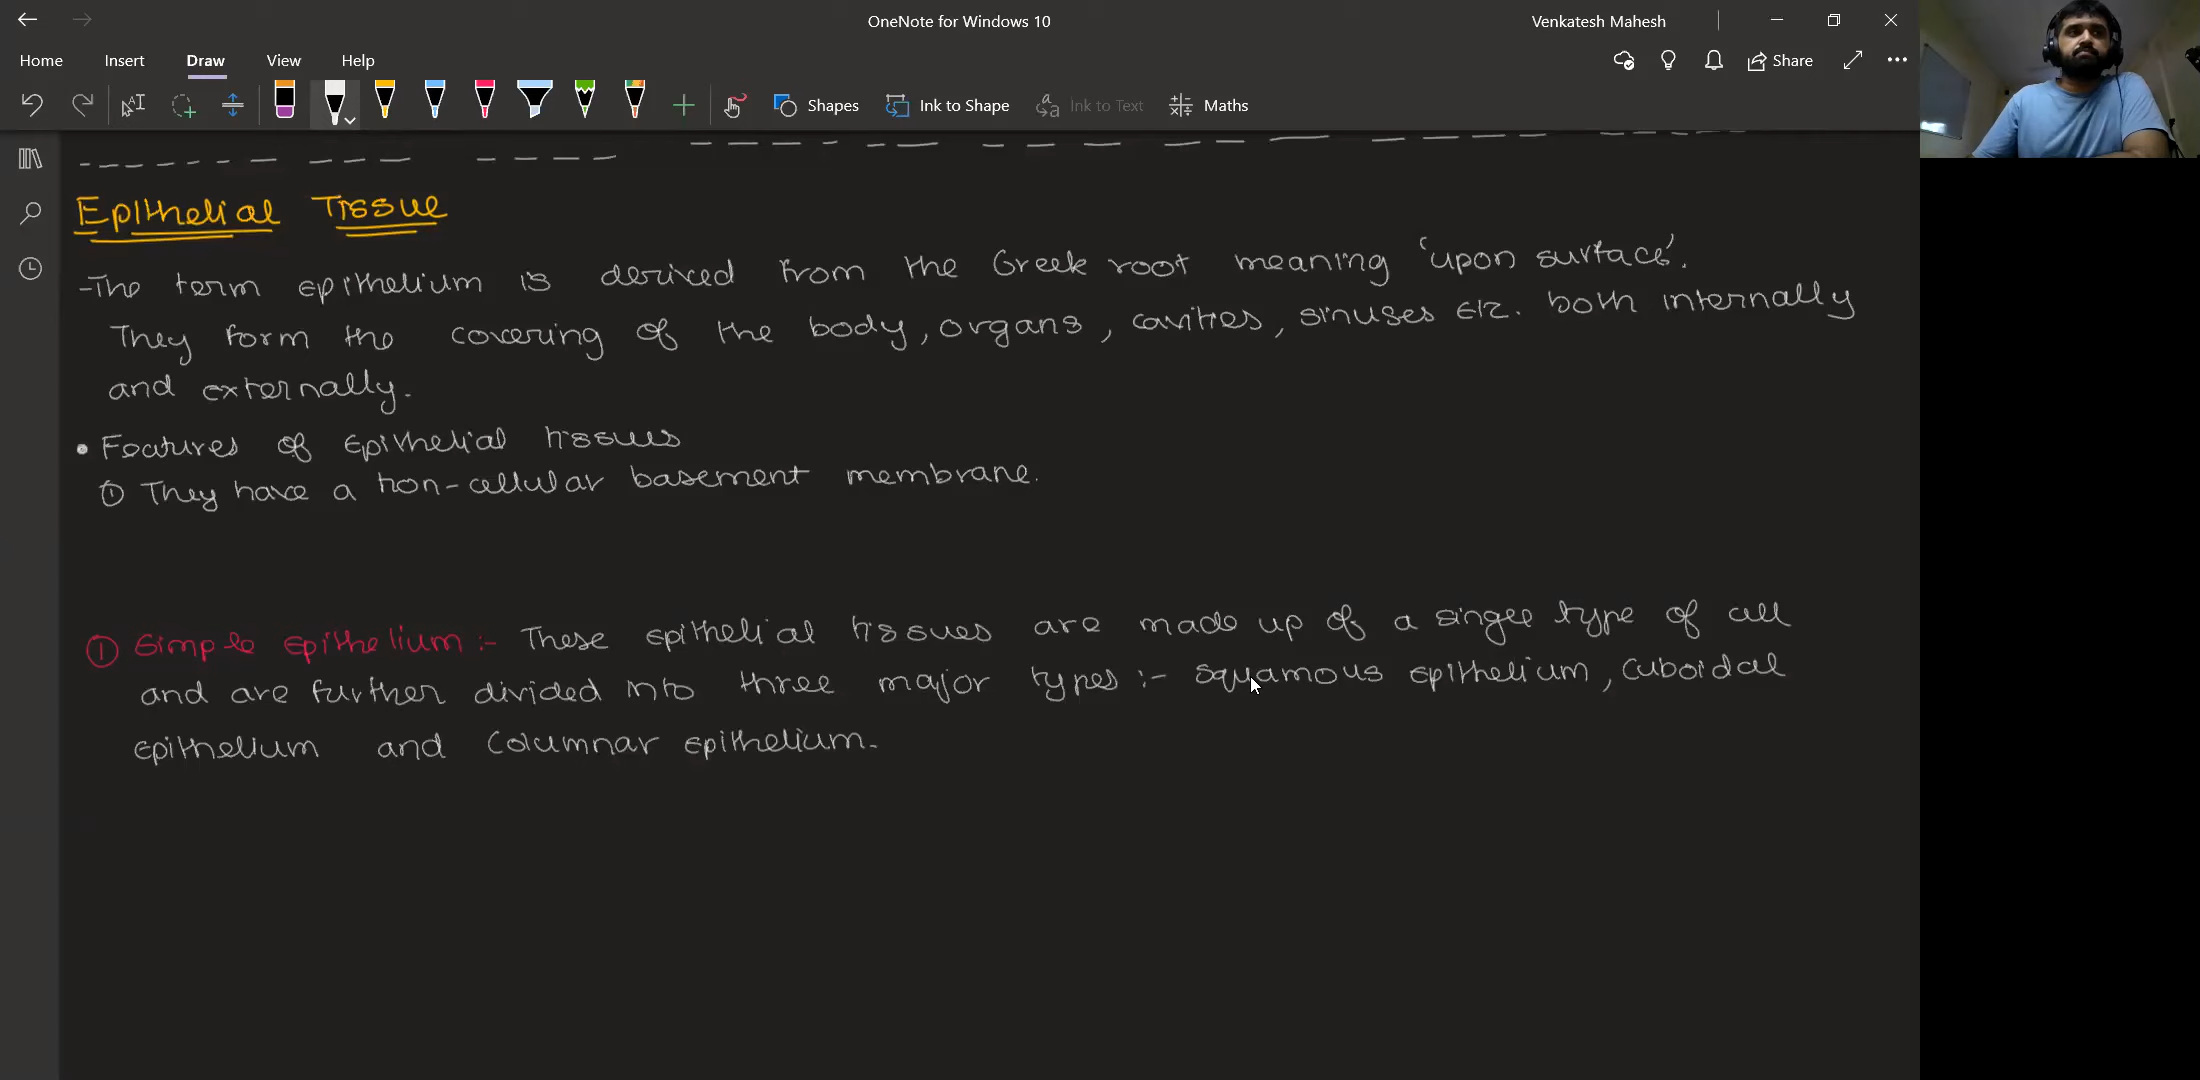 OneNote for Windows 10
Venkatesh Mahesh
Home Insert Draw View Help
Share
Shapes Ink to Shape Ink to Text Maths
Epithelial Tissue
-The term epithelium is derived from the Greek root meaning 'upon surface'.
They form the covering of the body, organs, cavities, sinuses etc. both internally
and externally.
• Features of Epithelial tissues
① They have a non-cellular basement membrane.
① Simple epithelium :- These epithelial tissues are made up of a single type of cell
and are further divided into three major types :- squamous epithelium, cuboidal
epithelium and columnar epithelium.